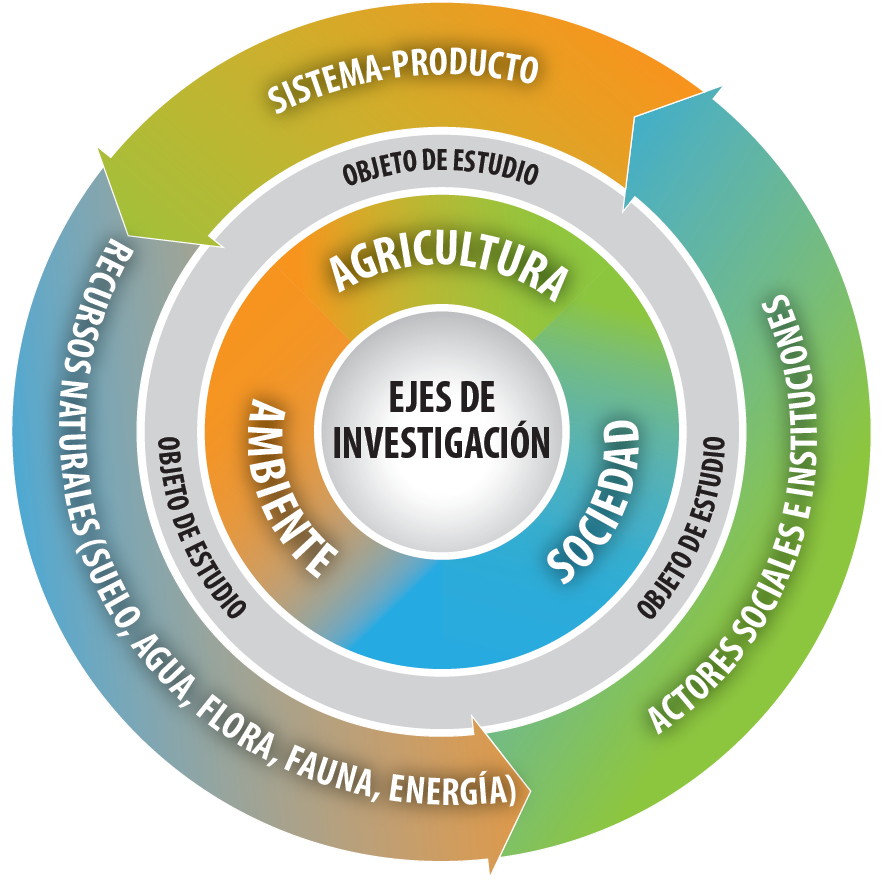 SISTEMA-PRODUCTO
OBJETO DE ESTUDIO
AGRICULTURA
EJES DE
INVESTIGACIÓN
AMBIENTE
SOCIEDAD
OBJETO DE ESTUDIO
OBJETO DE ESTUDIO
RECURSOS NATURALES (SUELO, AGUA, FLORA, FAUNA, ENERGÍA)
ACTORES SOCIALES E INSTITUCIONES